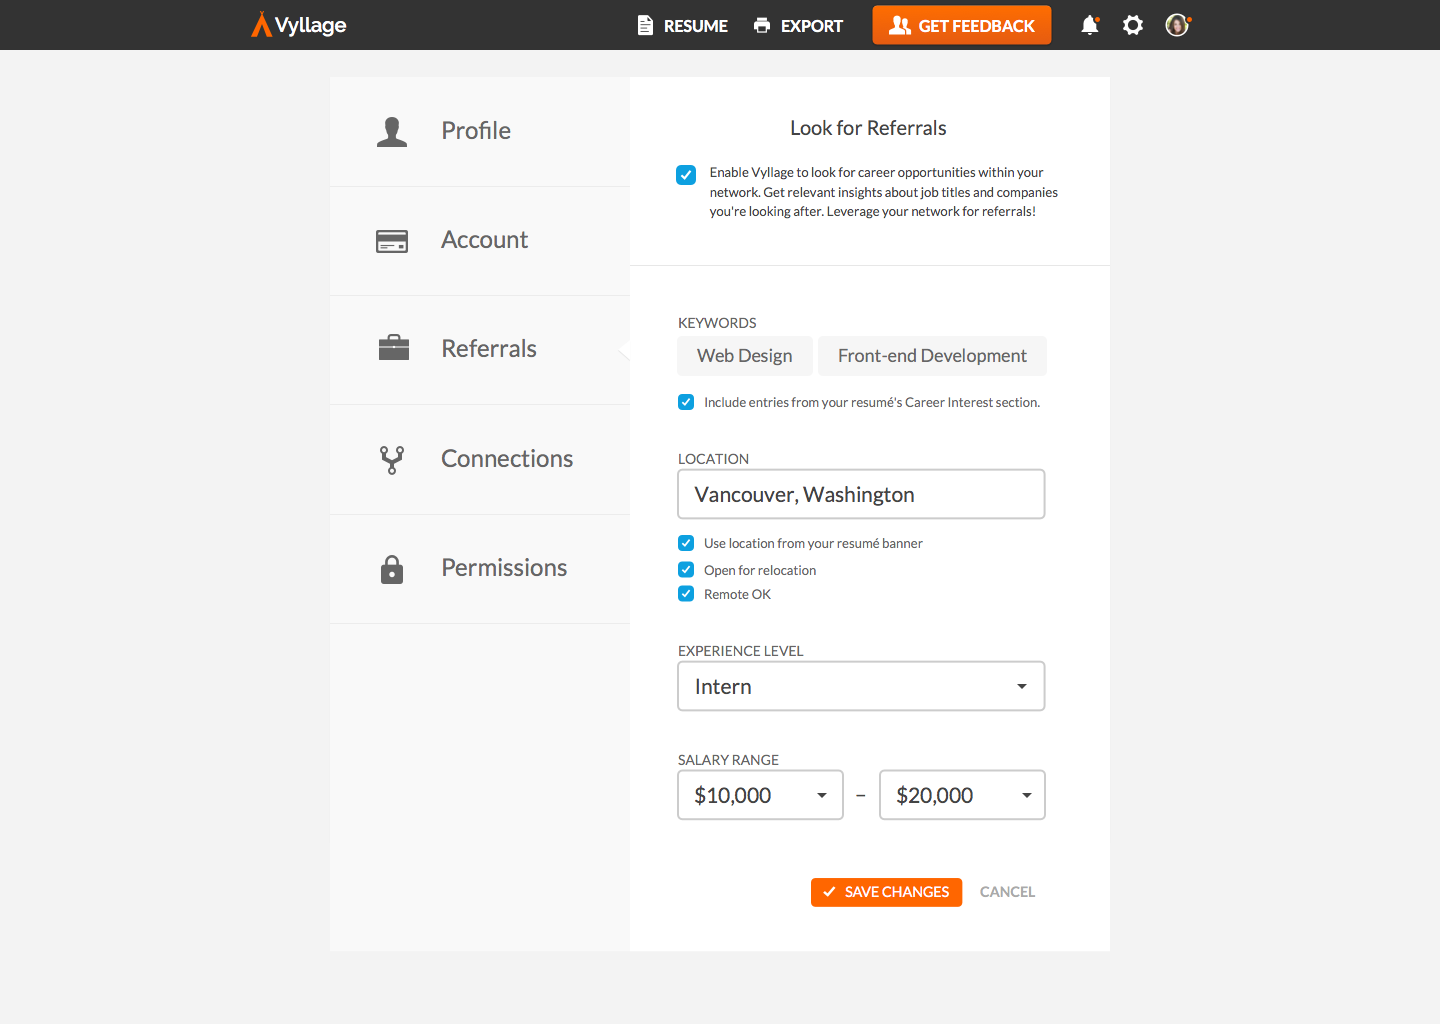 Vyllage
RESUME
EXPORT
GET FEEDBACK
Profile
Account
Referrals
Connections
Permissions
Look for Referrals
Enable Vyllage to look for career opportunities within your
network. Get relevant insights about job titles and companies
you're looking after. Leverage your network for referrals!
KEYWORDS
Web Design
Front-end Development
Include entries from your resumé's Career Interest section.
LOCATION
Vancouver, Washington
Use location from your resumé banner
Open for relocation
Remote OK
EXPERIENCE LEVEL
Intern
SALARY RANGE
$10,000 – $20,000
SAVE CHANGES
CANCEL